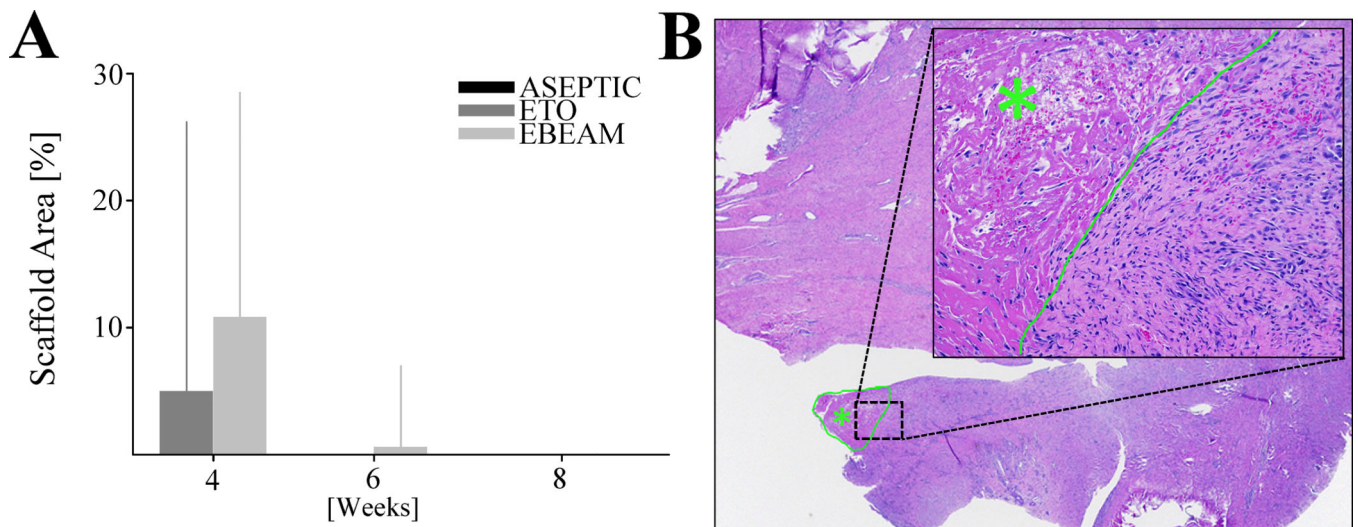 A
B
Scaffold Area [%]
30
20
10
ASEPTIC
ETO
EBEAM
4
6
8
[Weeks]
*
*